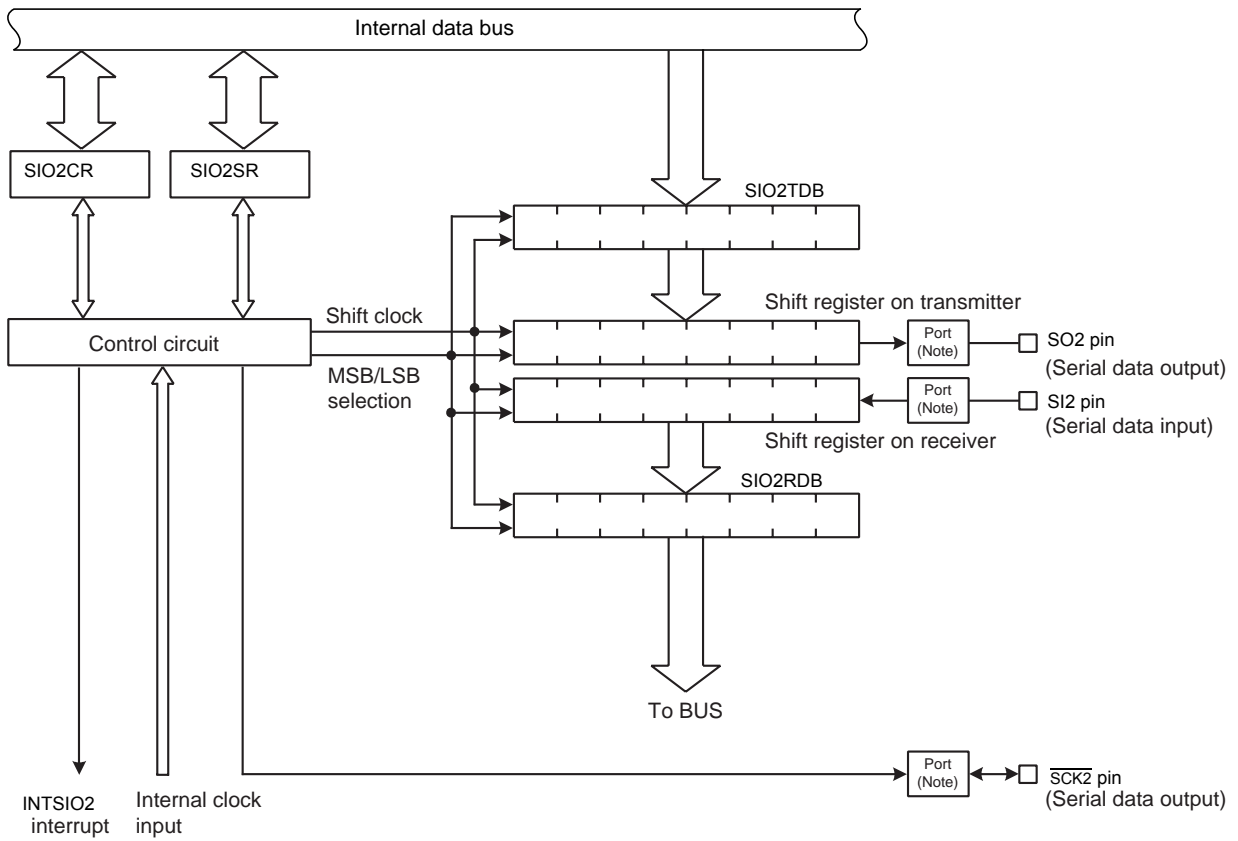 Internal data bus
SIO2CR
SIO2SR
SIO2TDB
Shift clock
Shift register on transmitter
Control circuit
Port
(Note)
SO2 pin
(Serial data output)
MSB/LSB
selection
Port
(Note)
SI2 pin
(Serial data input)
Shift register on receiver
SIO2RDB
To BUS
Port
(Note)
SCK2 pin
(Serial data output)
INTSIO2
interrupt
Internal clock
input